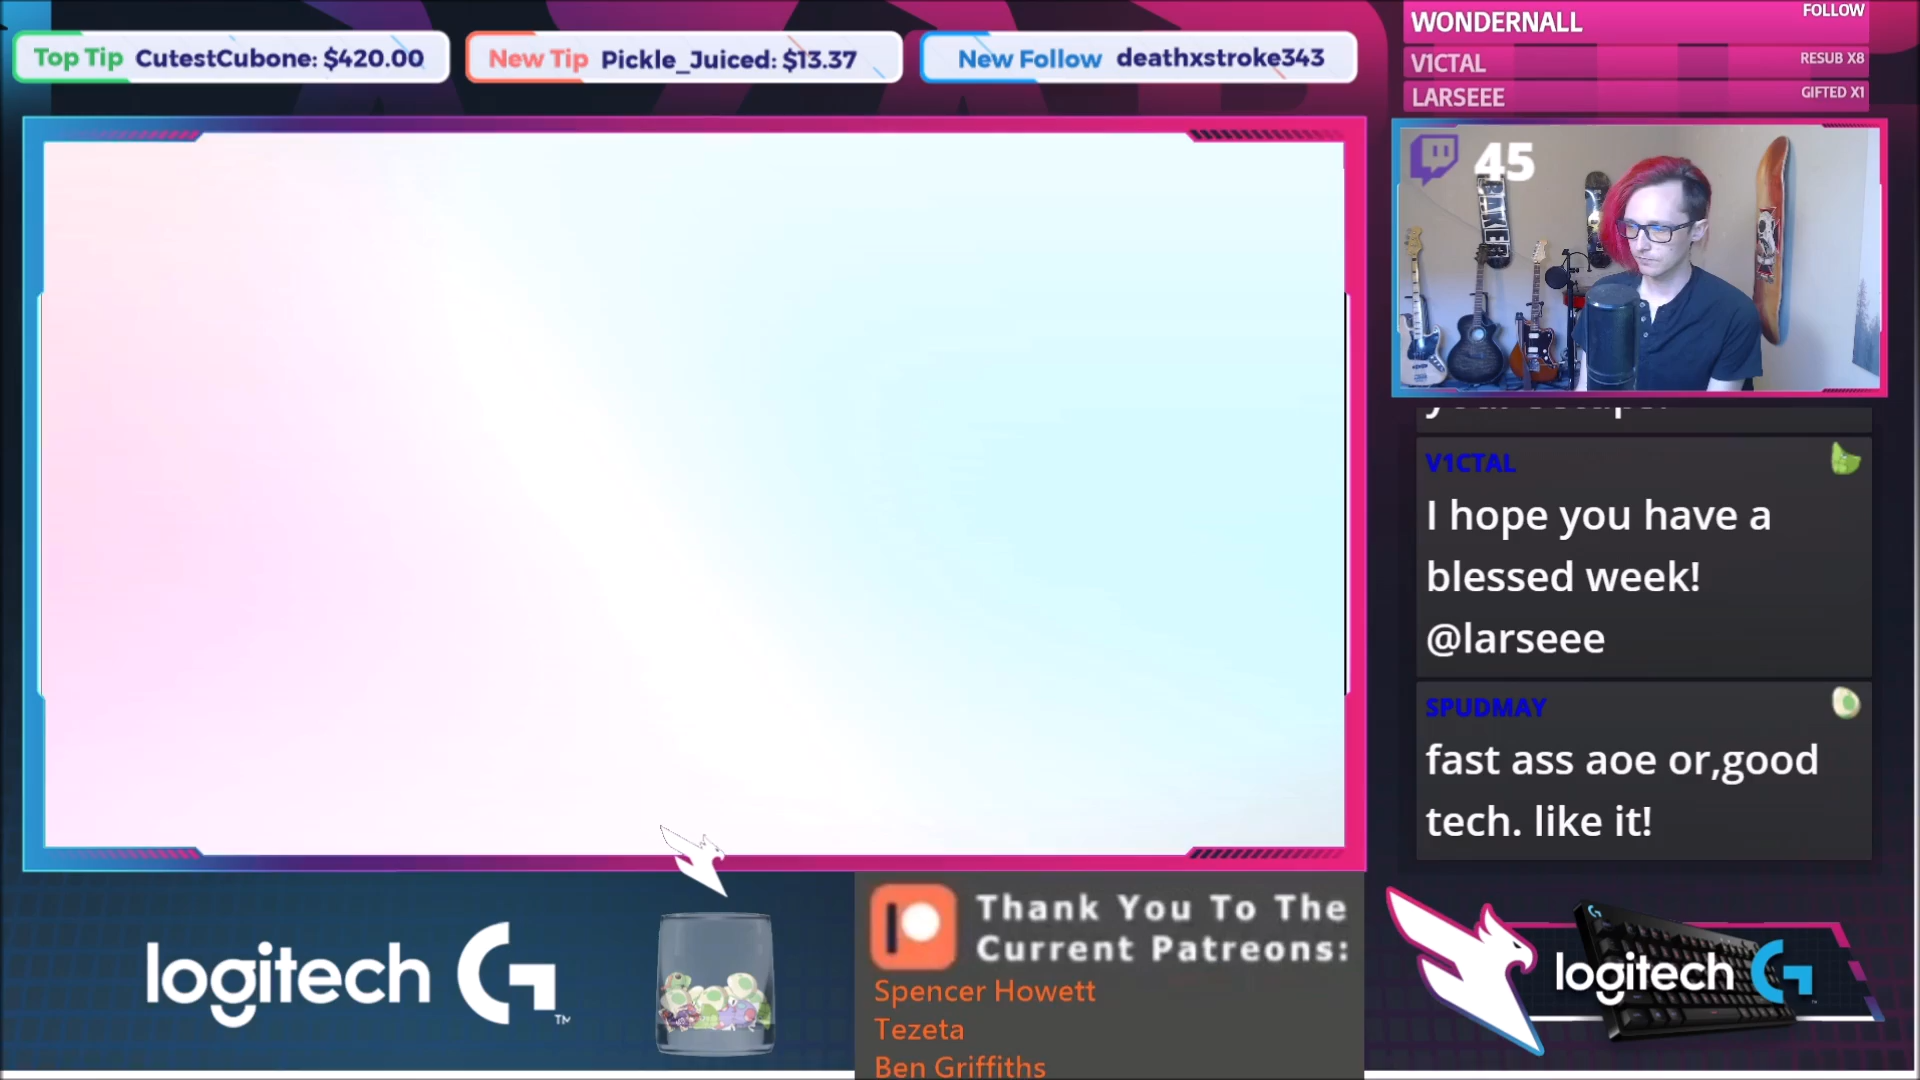 Top Tip CutestCubone: $420.00
New Tip Pickle_Juiced: $13.37
New Follow deathxstroke343
WONDERNALL FOLLOW
V1CTAL RESUB X8
LARSEEE GIFTED X1
45
V1CTAL
I hope you have a
blessed week!
@larseee
SPUDMAY
fast ass aoe or,good
tech. like it!
logitech G™
Thank You To The
Current Patreons:
Spencer Howett
Tezeta
Ben Griffiths
logitech G